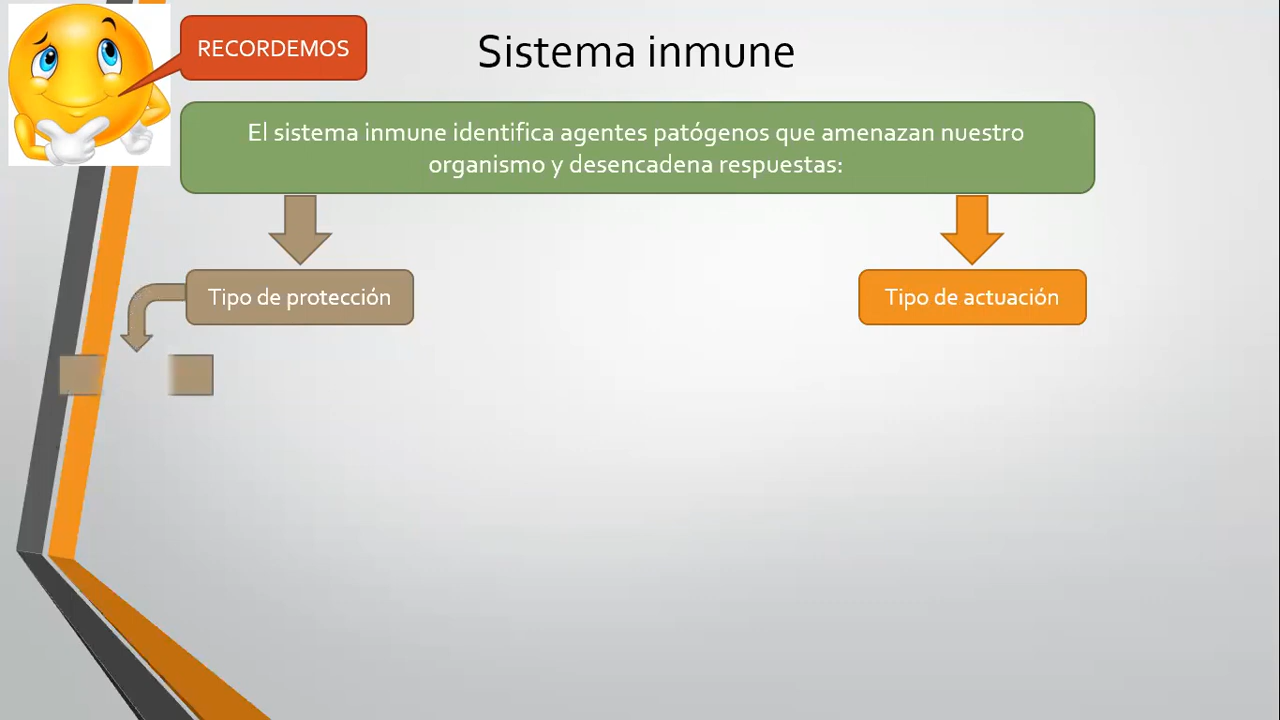 RECORDEMOS
Sistema inmune
El sistema inmune identifica agentes patógenos que amenazan nuestro
organismo y desencadena respuestas:
Tipo de protección
Tipo de actuación